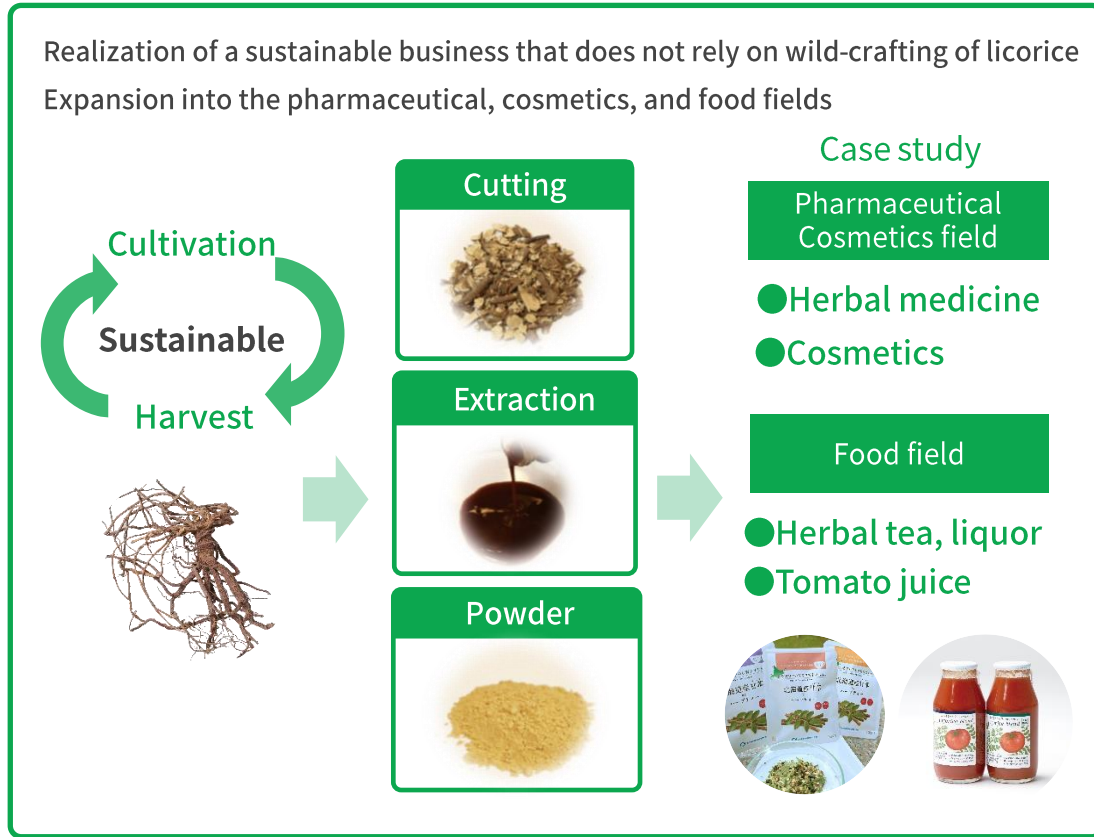 Realization of a sustainable business that does not rely on wild-crafting of licorice
Expansion into the pharmaceutical, cosmetics, and food fields
Cultivation
Sustainable
Harvest
Cutting
Extraction
Powder
Case study
Pharmaceutical
Cosmetics field
●Herbal medicine
●Cosmetics
Food field
●Herbal tea, liquor
●Tomato juice